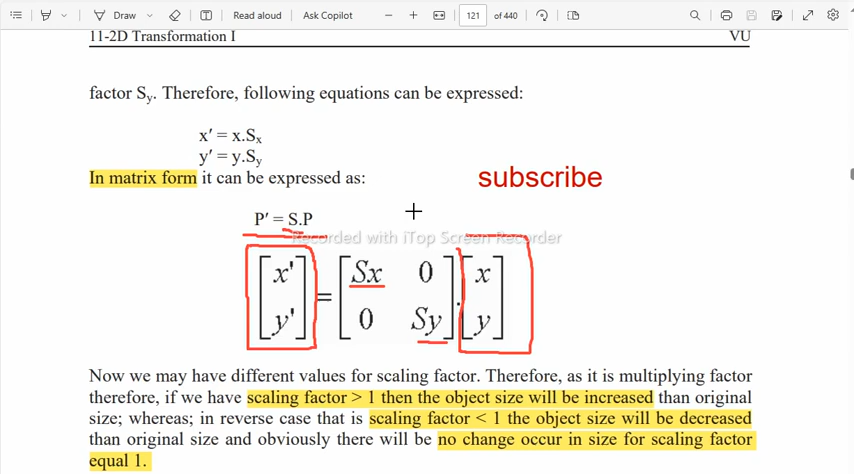 Draw Read aloud Ask Copilot 121 of 440
11-2D Transformation I VU
factor Sy. Therefore, following equations can be expressed:
x′ = x.Sx
y′ = y.Sy
In matrix form it can be expressed as:
subscribe
P′ = S.P
Recorded with iTop Screen Recorder
[x'] = [Sx 0] . [x]
[y'] [0 Sy] [y]
Now we may have different values for scaling factor. Therefore, as it is multiplying factor
therefore, if we have scaling factor > 1 then the object size will be increased than original
size; whereas; in reverse case that is scaling factor < 1 the object size will be decreased
than original size and obviously there will be no change occur in size for scaling factor
equal 1.